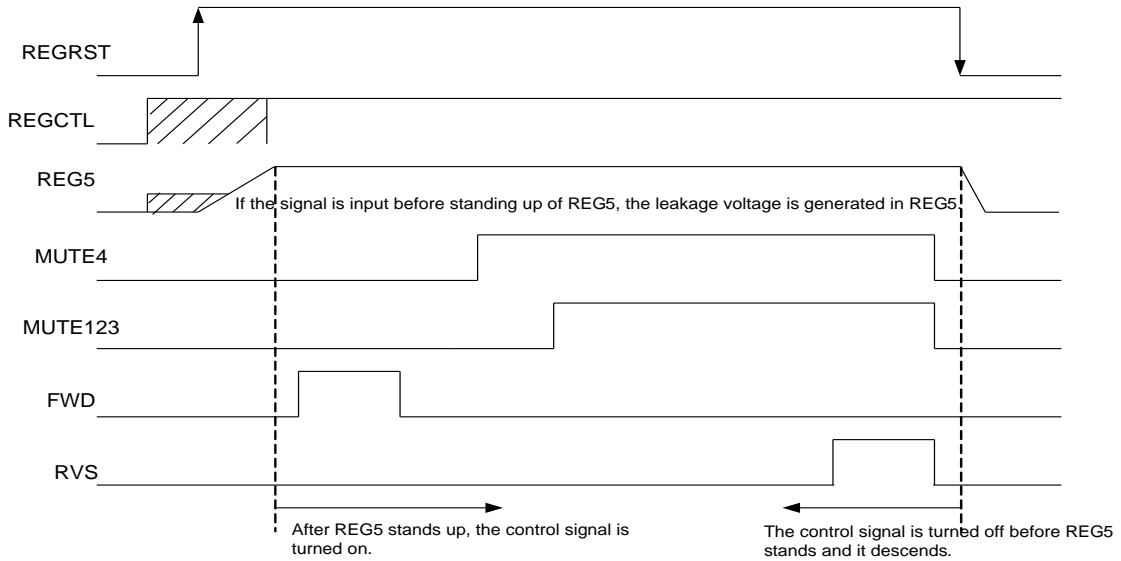 REGRST
REGCTL
REG5
If the signal is input before standing up of REG5, the leakage voltage is generated in REG5.
MUTE4
MUTE123
FWD
RVS
After REG5 stands up, the control signal is
turned on.
The control signal is turned off before REG5
stands and it descends.